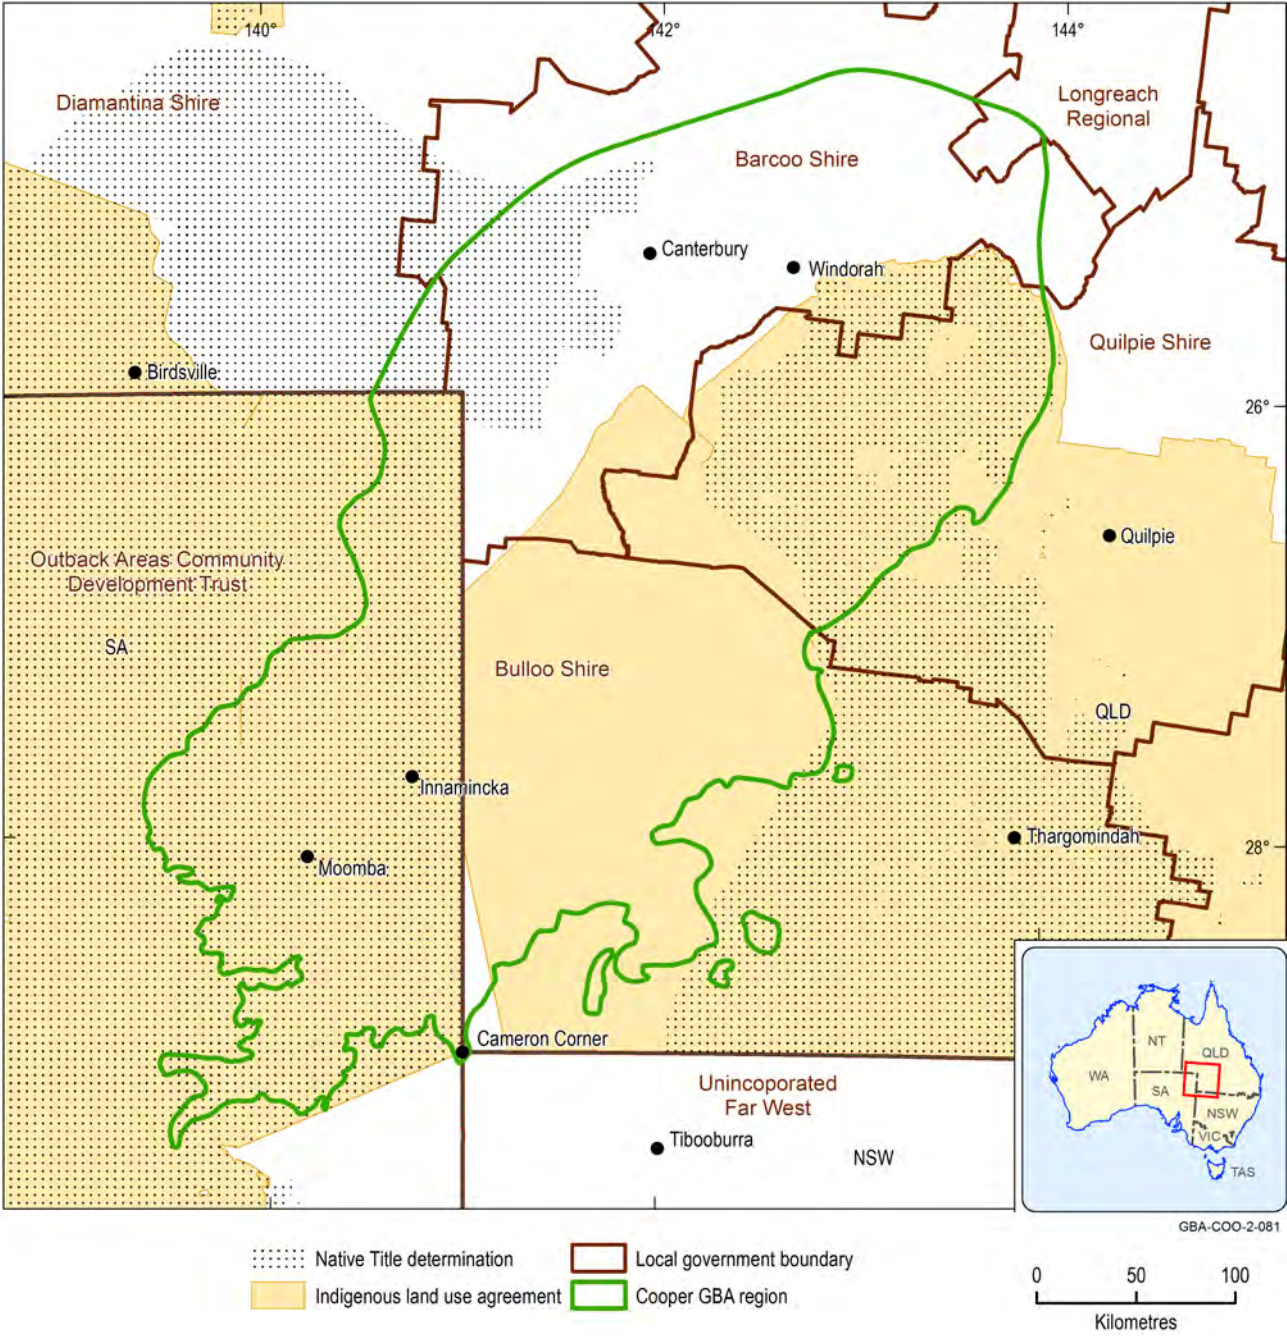 140°
142°
144°
Diamantina Shire
Longreach
Regional
Barcoo Shire
Canterbury
Windorah
Quilpie Shire
Birdsville
26°
Quilpie
Outback Areas Community
Development Trust
SA
Bulloo Shire
QLD
Innamincka
Thargomindah
28°
Moomba
Cameron Corner
Unincoporated
Far West
Tibooburra
NSW
NT
QLD
WA
SA
NSW
VIC
TAS
GBA-COO-2-081
Native Title determination
Local government boundary
Indigenous land use agreement
Cooper GBA region
0 50 100
Kilometres